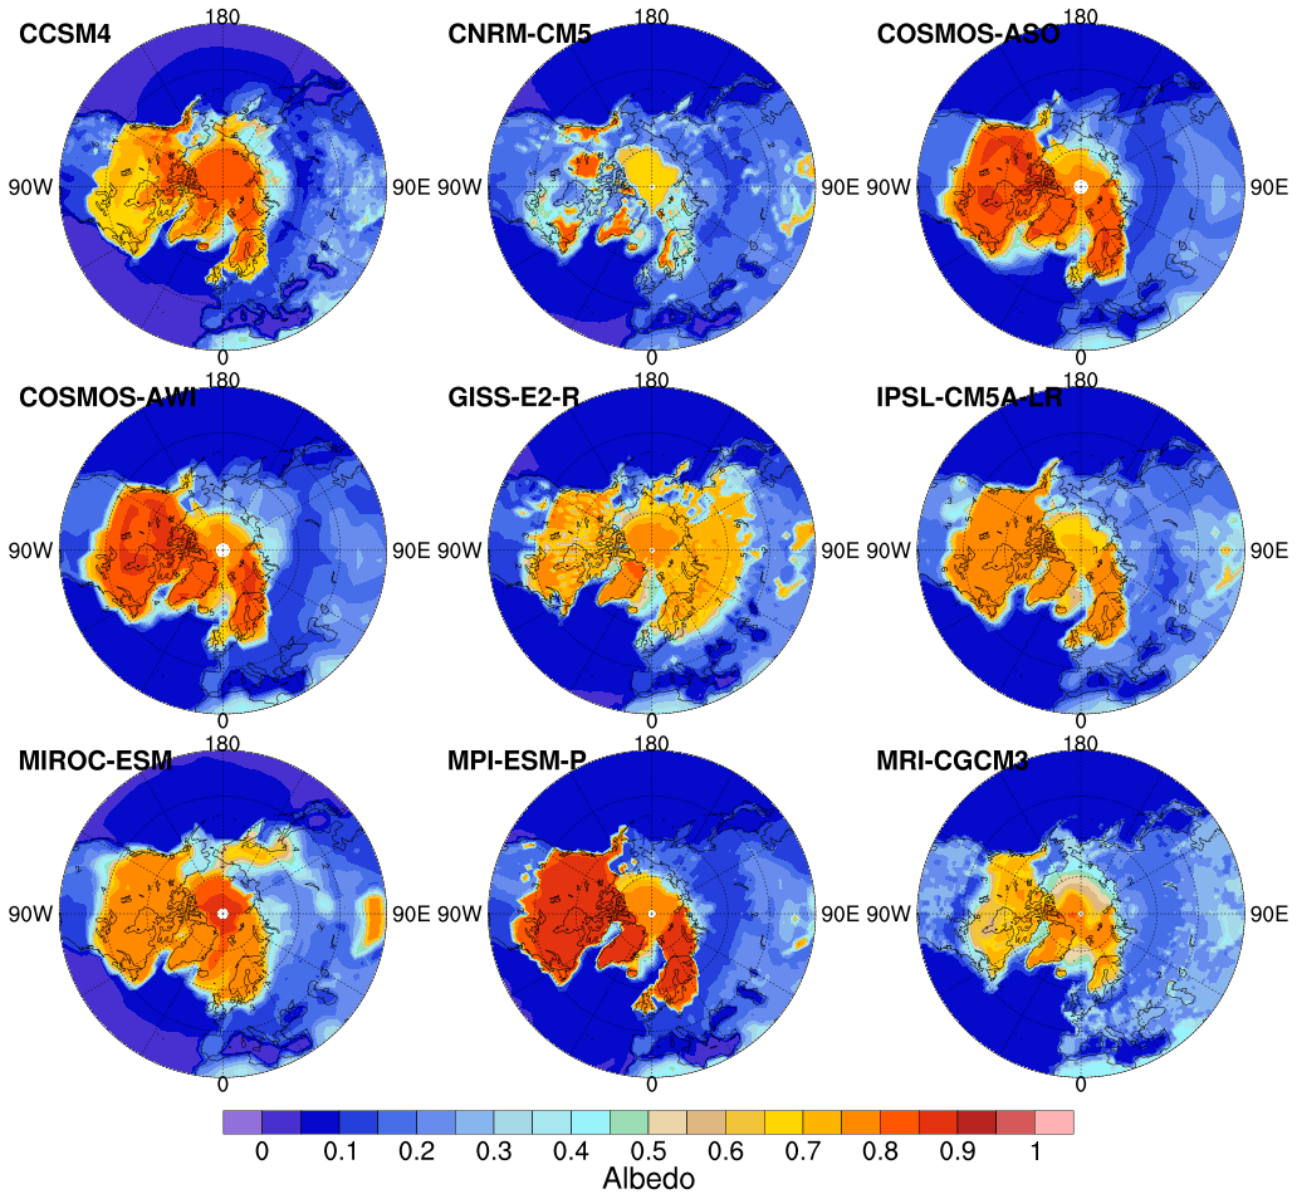 180 180 180
CCSM4 CNRM-CM5 COSMOS-ASO
90W 90E 90W 90E 90W 90E
0 0 0
180 180 180
COSMOS-AWI GISS-E2-R IPSL-CM5A-LR
90W 90E 90W 90E 90W 90E
0 0 0
180 180 180
MIROC-ESM MPI-ESM-P MRI-CGCM3
90W 90E 90W 90E 90W 90E
0 0 0
0 0.1 0.2 0.3 0.4 0.5 0.6 0.7 0.8 0.9 1
Albedo